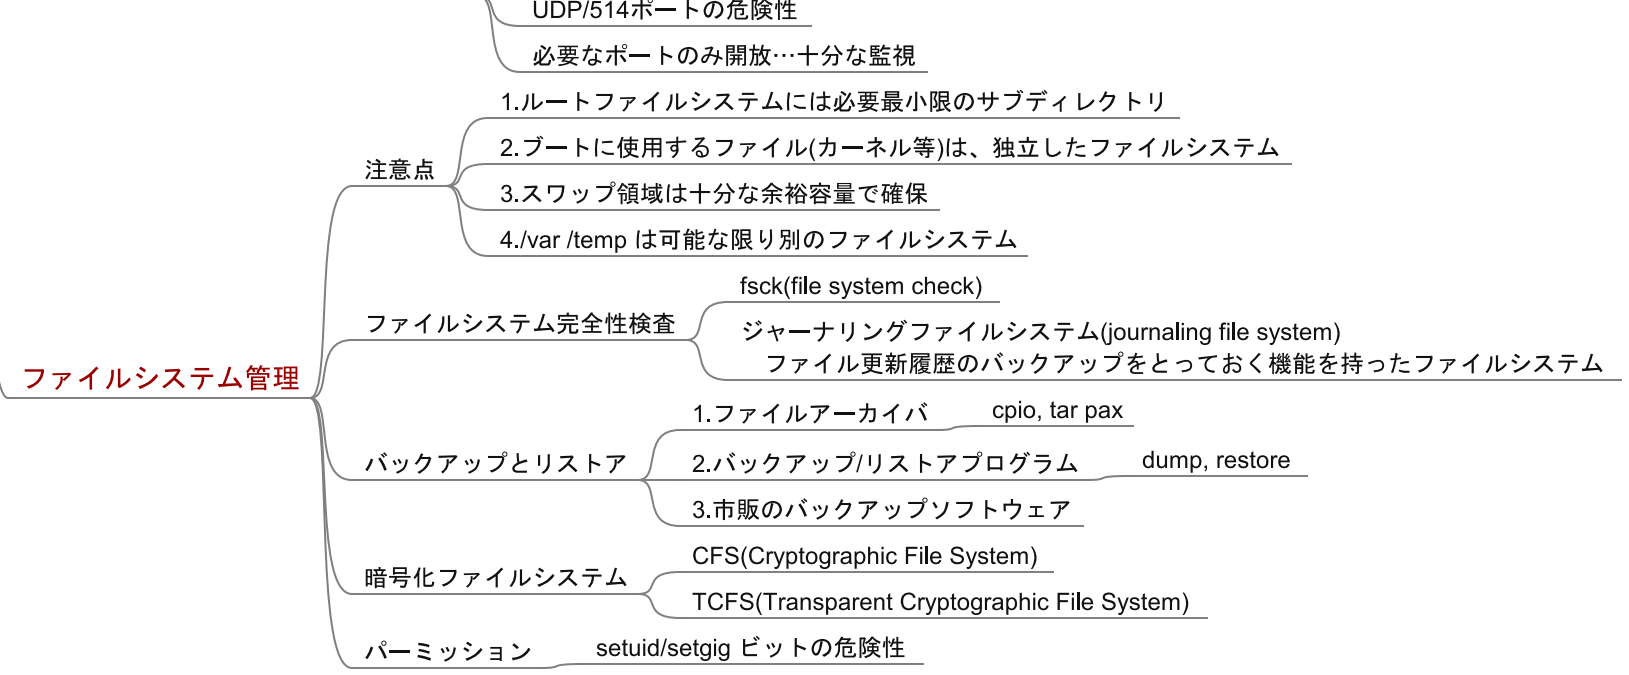 UDP/514ポートの危険性
必要なポートのみ開放…十分な監視
ファイルシステム管理
注意点
1.ルートファイルシステムには必要最小限のサブディレクトリ
2.ブートに使用するファイル(カーネル等)は、独立したファイルシステム
3.スワップ領域は十分な余裕容量で確保
4./var /temp は可能な限り別のファイルシステム
ファイルシステム完全性検査
fsck(file system check)
ジャーナリングファイルシステム(journaling file system)
ファイル更新履歴のバックアップをとっておく機能を持ったファイルシステム
バックアップとリストア
1.ファイルアーカイバ
cpio, tar pax
2.バックアップ/リストアプログラム
dump, restore
3.市販のバックアップソフトウェア
暗号化ファイルシステム
CFS(Cryptographic File System)
TCFS(Transparent Cryptographic File System)
パーミッション
setuid/setgig ビットの危険性